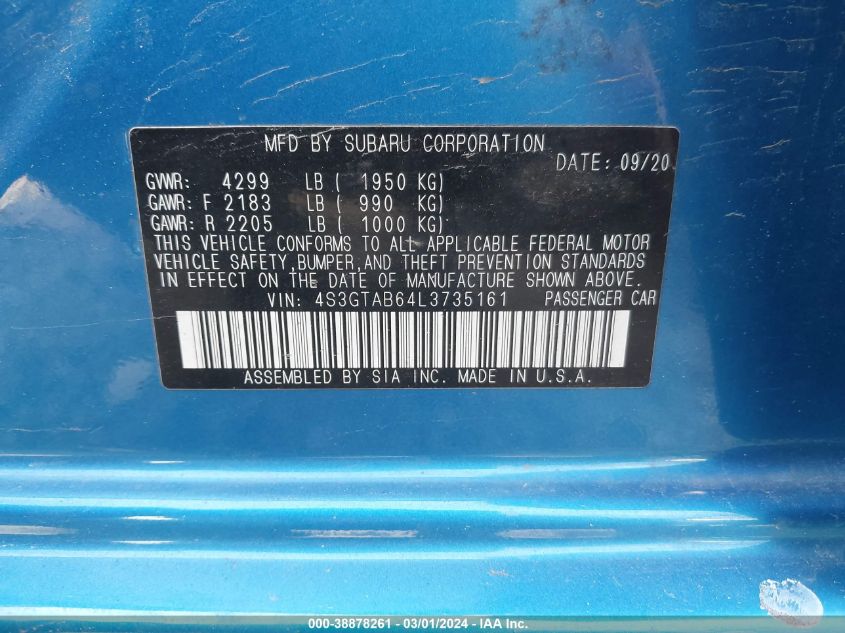 MFD BY SUBARU CORPORATION
DATE: 09/20
GVWR: 4299 LB ( 1950 KG)
GAWR: F 2183 LB ( 990 KG)
GAWR: R 2205 LB ( 1000 KG)
THIS VEHICLE CONFORMS TO ALL APPLICABLE FEDERAL MOTOR
VEHICLE SAFETY, BUMPER, AND THEFT PREVENTION STANDARDS
IN EFFECT ON THE DATE OF MANUFACTURE SHOWN ABOVE.
VIN: 4S3GTAB64L3735161 PASSENGER CAR
ASSEMBLED BY SIA INC. MADE IN U.S.A.
000-38878261 - 03/01/2024 - IAA Inc.